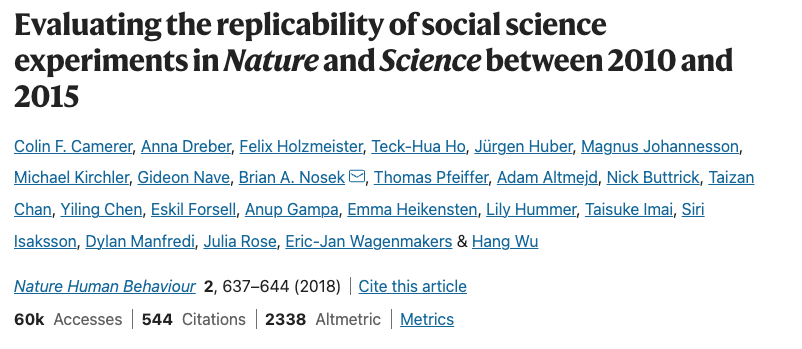 Evaluating the replicability of social science
experiments in Nature and Science between 2010 and
2015
Colin F. Camerer, Anna Dreber, Felix Holzmeister, Teck-Hua Ho, Jürgen Huber, Magnus Johannesson,
Michael Kirchler, Gideon Nave, Brian A. Nosek, Thomas Pfeiffer, Adam Altmejd, Nick Buttrick, Taizan
Chan, Yiling Chen, Eskil Forsell, Anup Gampa, Emma Heikensten, Lily Hummer, Taisuke Imai, Siri
Isaksson, Dylan Manfredi, Julia Rose, Eric-Jan Wagenmakers & Hang Wu
Nature Human Behaviour 2, 637–644 (2018) | Cite this article
60k Accesses | 544 Citations | 2338 Altmetric | Metrics